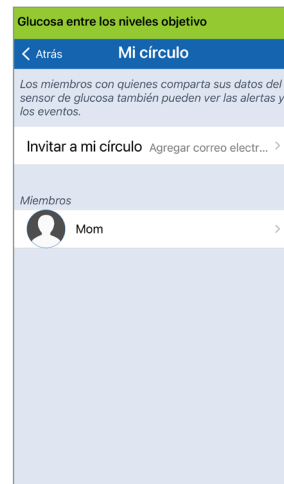 Glucosa entre los niveles objetivo
Atrás Mi círculo
Los miembros con quienes comparta sus datos del
sensor de glucosa también pueden ver las alertas y
los eventos.
Invitar a mi círculo Agregar correo electr...
Miembros
Mom